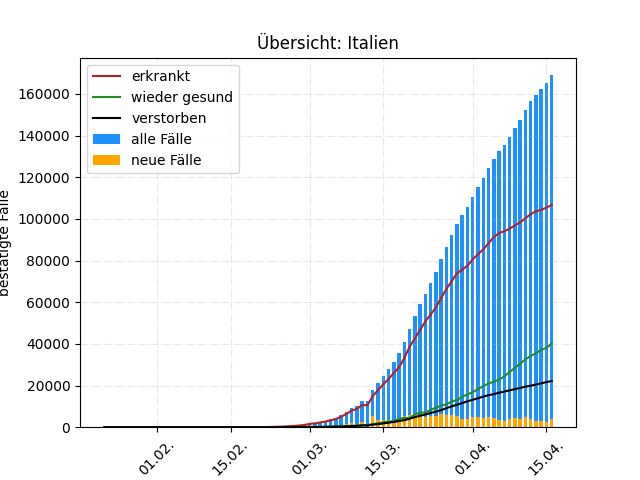 Übersicht: Italien
erkrankt
wieder gesund
verstorben
alle Fälle
neue Fälle
bestätigte Fälle
160000
140000
120000
100000
80000
60000
40000
20000
0
01.02.
15.02.
01.03.
15.03.
01.04.
15.04.